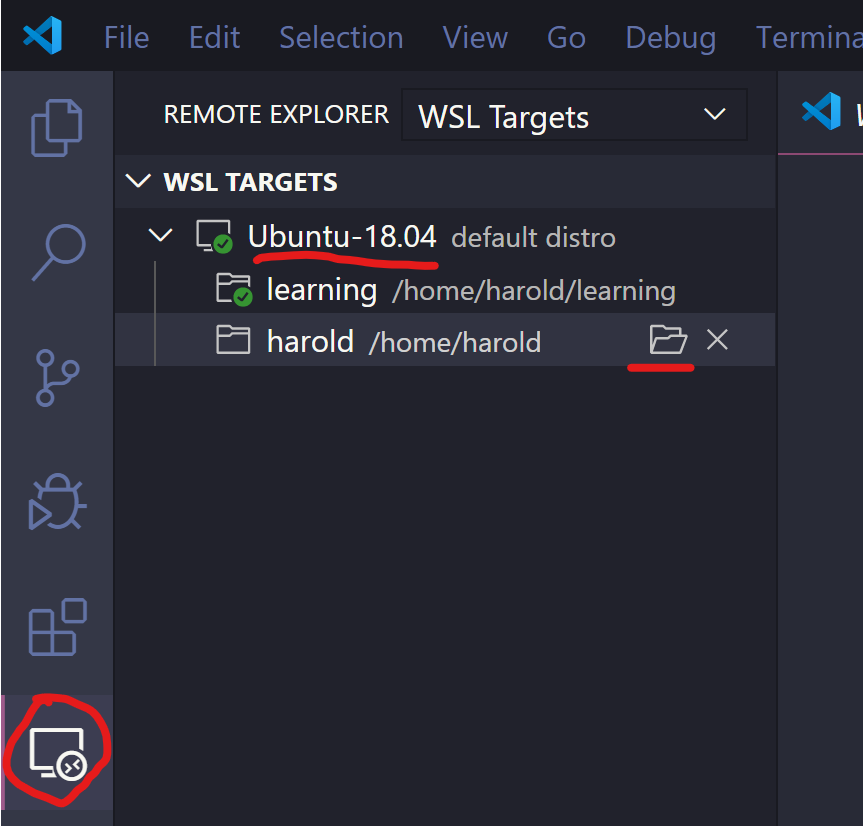 File Edit Selection View Go Debug
REMOTE EXPLORER WSL Targets
WSL TARGETS
Ubuntu-18.04 default distro
learning /home/harold/learning
harold /home/harold